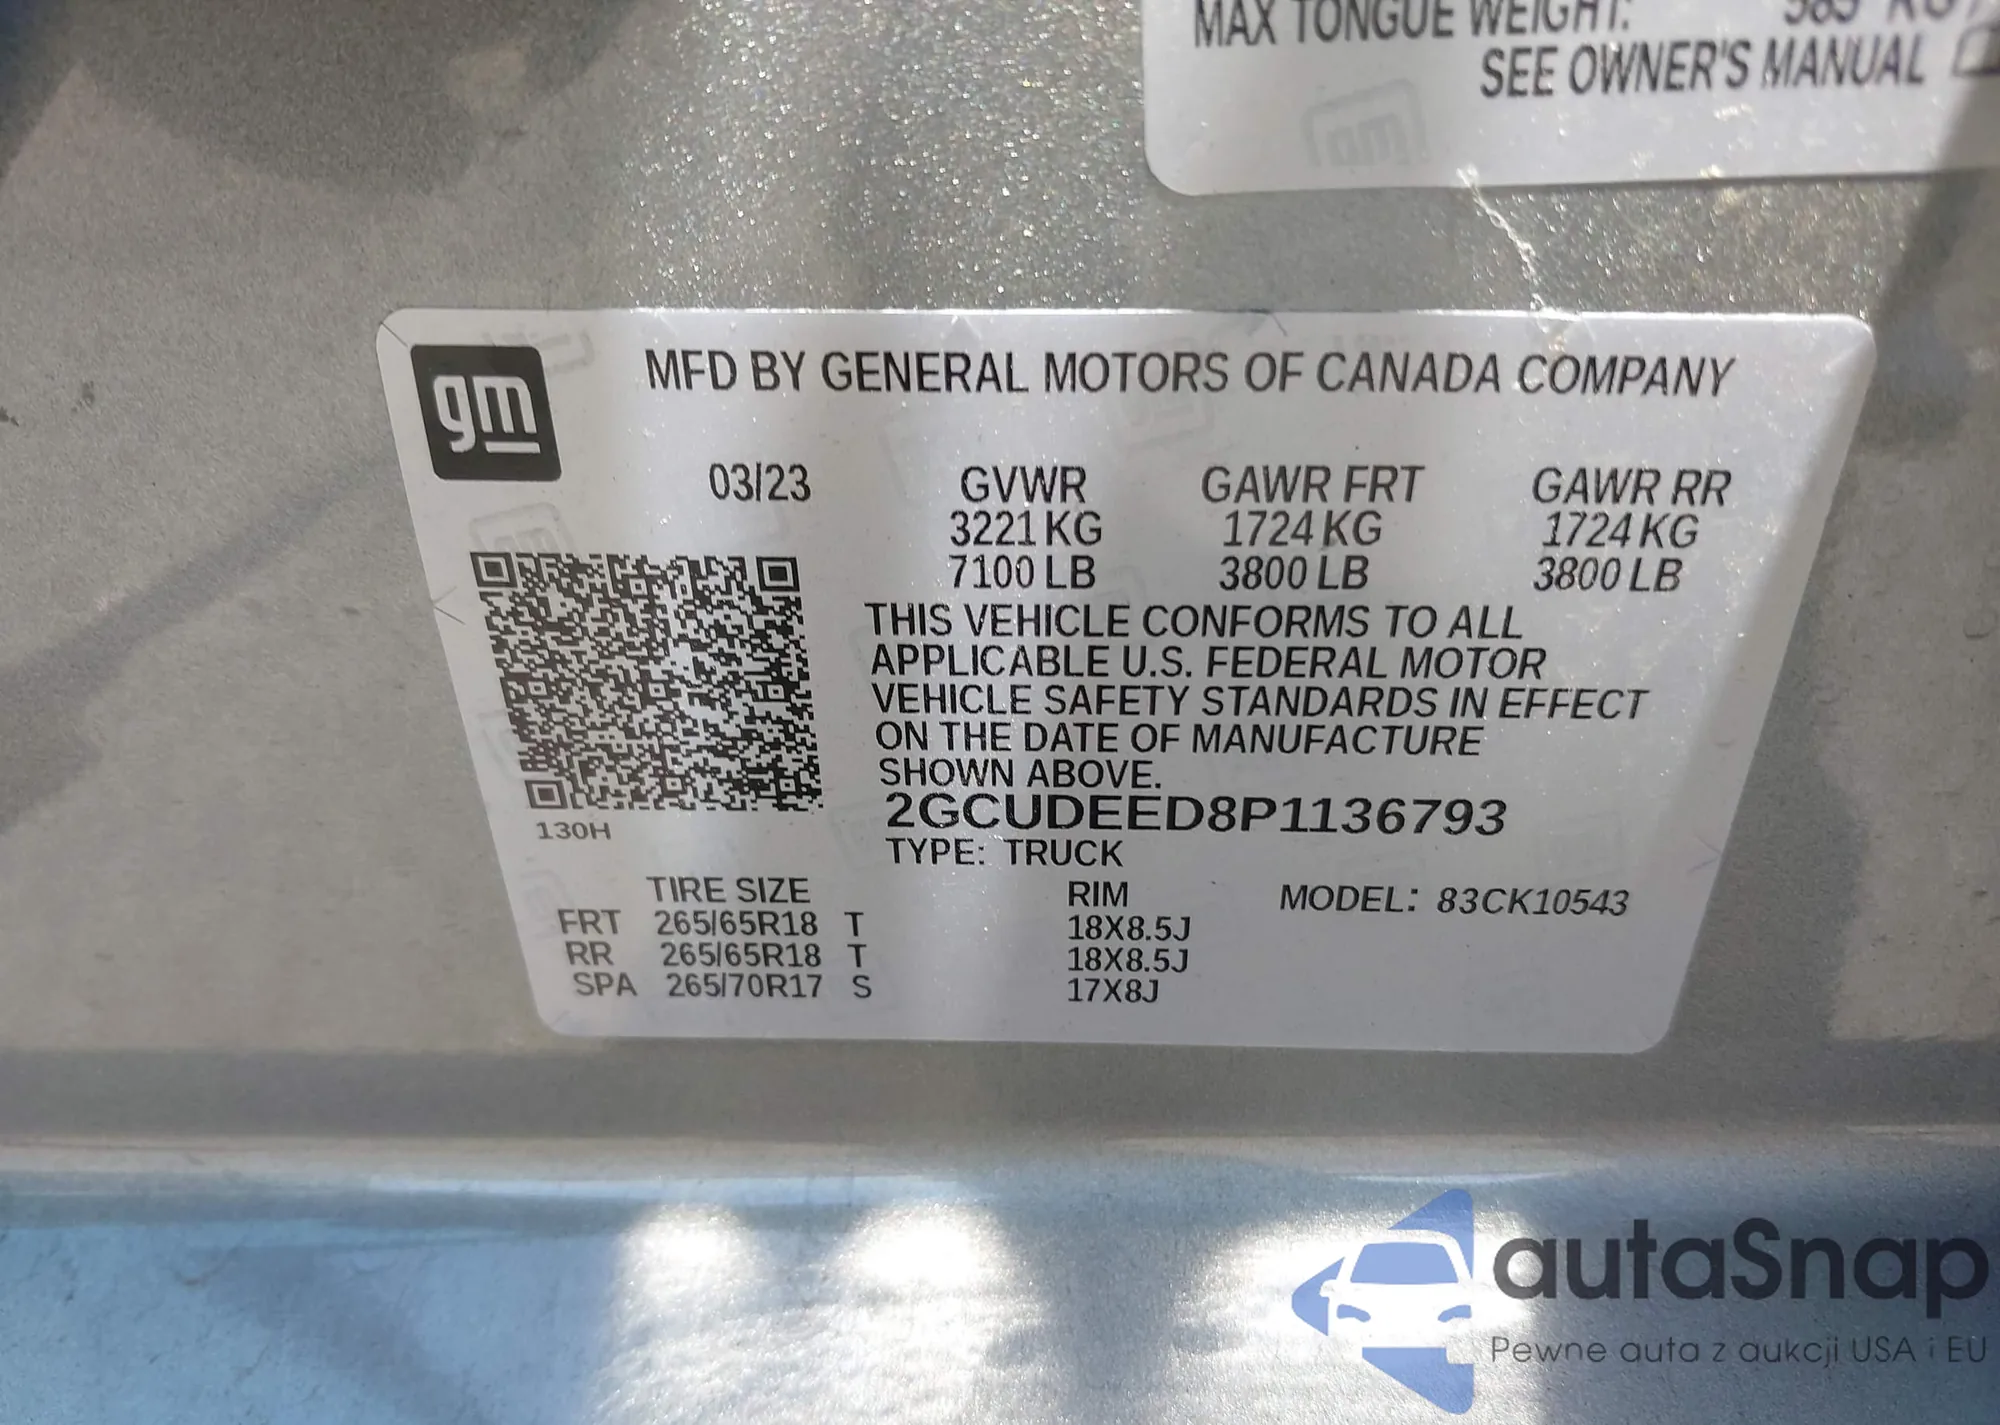 MAX TONGUE WEIGHT: 585 KG
SEE OWNER'S MANUAL
gm
MFD BY GENERAL MOTORS OF CANADA COMPANY
03/23 GVWR GAWR FRT GAWR RR
3221 KG 1724 KG 1724 KG
7100 LB 3800 LB 3800 LB
THIS VEHICLE CONFORMS TO ALL
APPLICABLE U.S. FEDERAL MOTOR
VEHICLE SAFETY STANDARDS IN EFFECT
ON THE DATE OF MANUFACTURE
SHOWN ABOVE.
2GCUDEED8P1136793
130H
TYPE: TRUCK
TIRE SIZE RIM MODEL: 83CK10543
FRT 265/65R18 T 18X8.5J
RR 265/65R18 T 18X8.5J
SPA 265/70R17 S 17X8J
autaSnap
Pewne auta z aukcji USA i EU